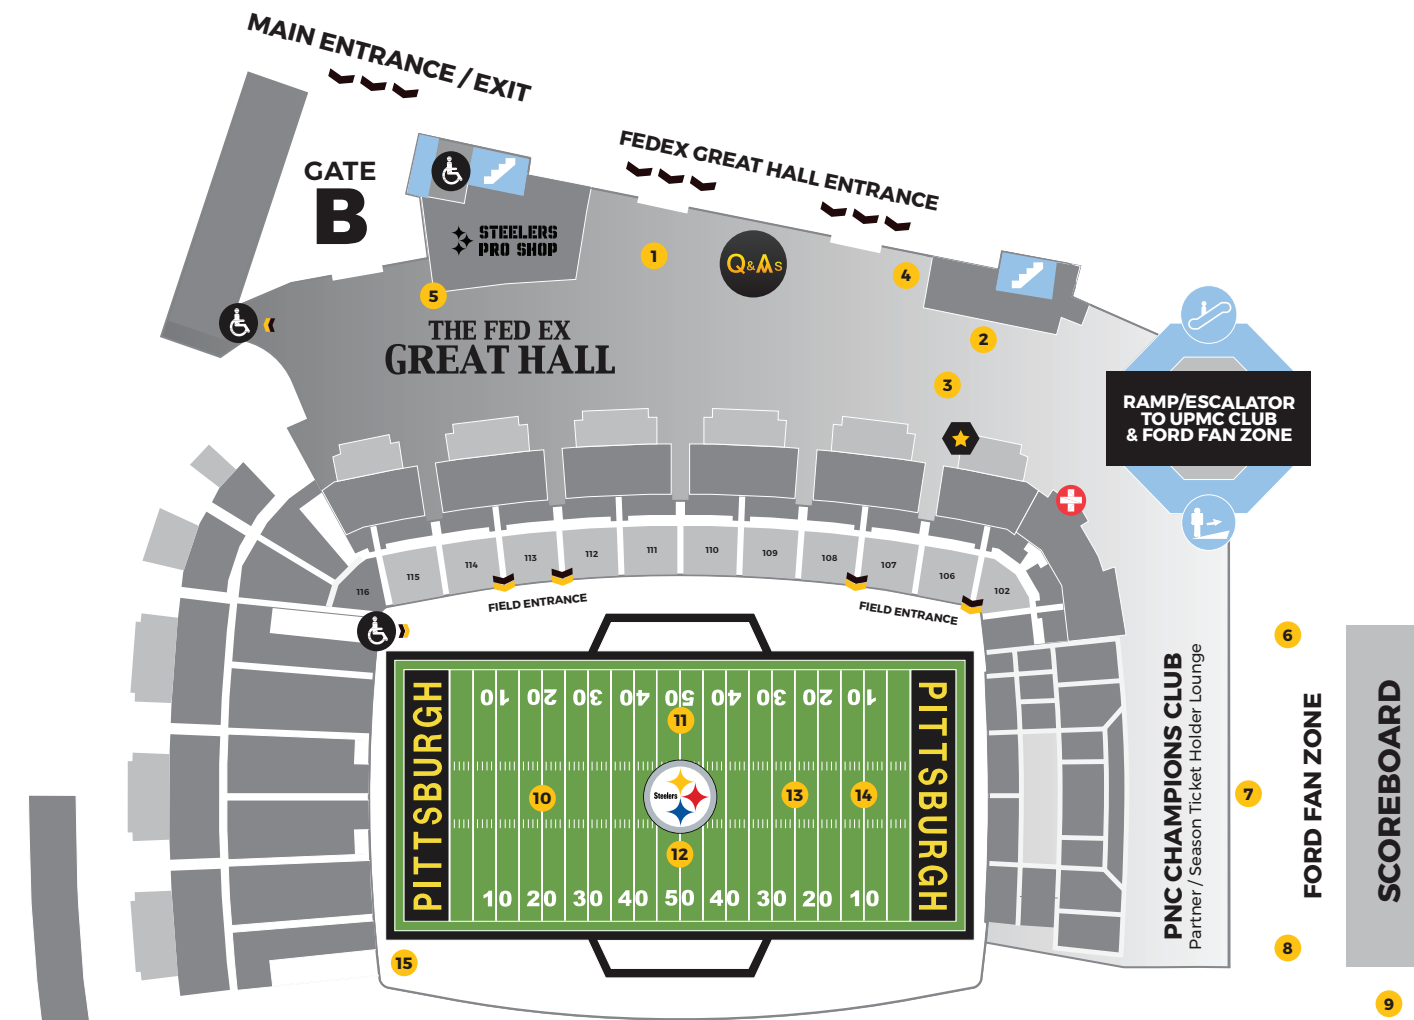 MAIN ENTRANCE / EXIT
GATE
B
FEDEX GREAT HALL ENTRANCE
STEELERS
PRO SHOP
1
Q&As
4
5
2
THE FED EX
GREAT HALL
3
RAMP/ESCALATOR
TO UPMC CLUB
& FORD FAN ZONE
116
115
114
113
112
111
110
109
108
107
106
102
FIELD ENTRANCE
FIELD ENTRANCE
PITTSBURGH
10 20 30 40 50 40 30 20 10
11
10
Steelers
13
14
12
10 20 30 40 50 40 30 20 10
PITTSBURGH
15
PNC CHAMPIONS CLUB
Partner / Season Ticket Holder Lounge
6
7
8
FORD FAN ZONE
SCOREBOARD
9